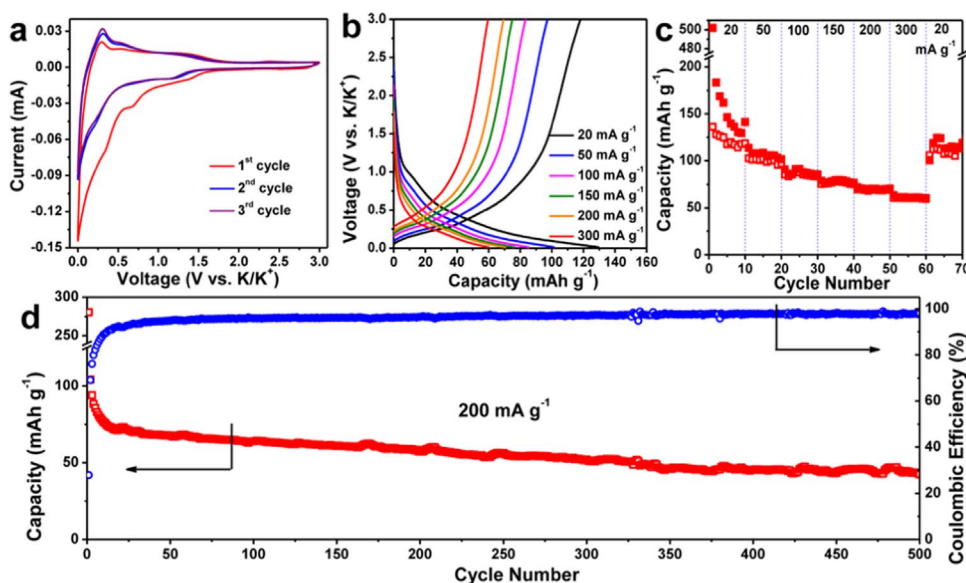 a
0.03
0.00
-0.03
-0.06
-0.09
-0.12
-0.15
Current (mA)
1st cycle
2nd cycle
3rd cycle
0.0 0.5 1.0 1.5 2.0 2.5 3.0
Voltage (V vs. K/K+)
b
3.0
2.5
2.0
1.5
1.0
0.5
0.0
Voltage (V vs. K/K+)
20 mA g-1
50 mA g-1
100 mA g-1
150 mA g-1
200 mA g-1
300 mA g-1
0 20 40 60 80 100 120 140 160
Capacity (mAh g-1)
c
500
480
200
150
100
50
0
Capacity (mAh g-1)
20 50 100 150 200 300 20
mA g-1
0 10 20 30 40 50 60 70
Cycle Number
d
300
250
100
50
0
Capacity (mAh g-1)
200 mA g-1
100
80
60
40
20
0
Coulombic Efficiency (%)
0 50 100 150 200 250 300 350 400 450 500
Cycle Number